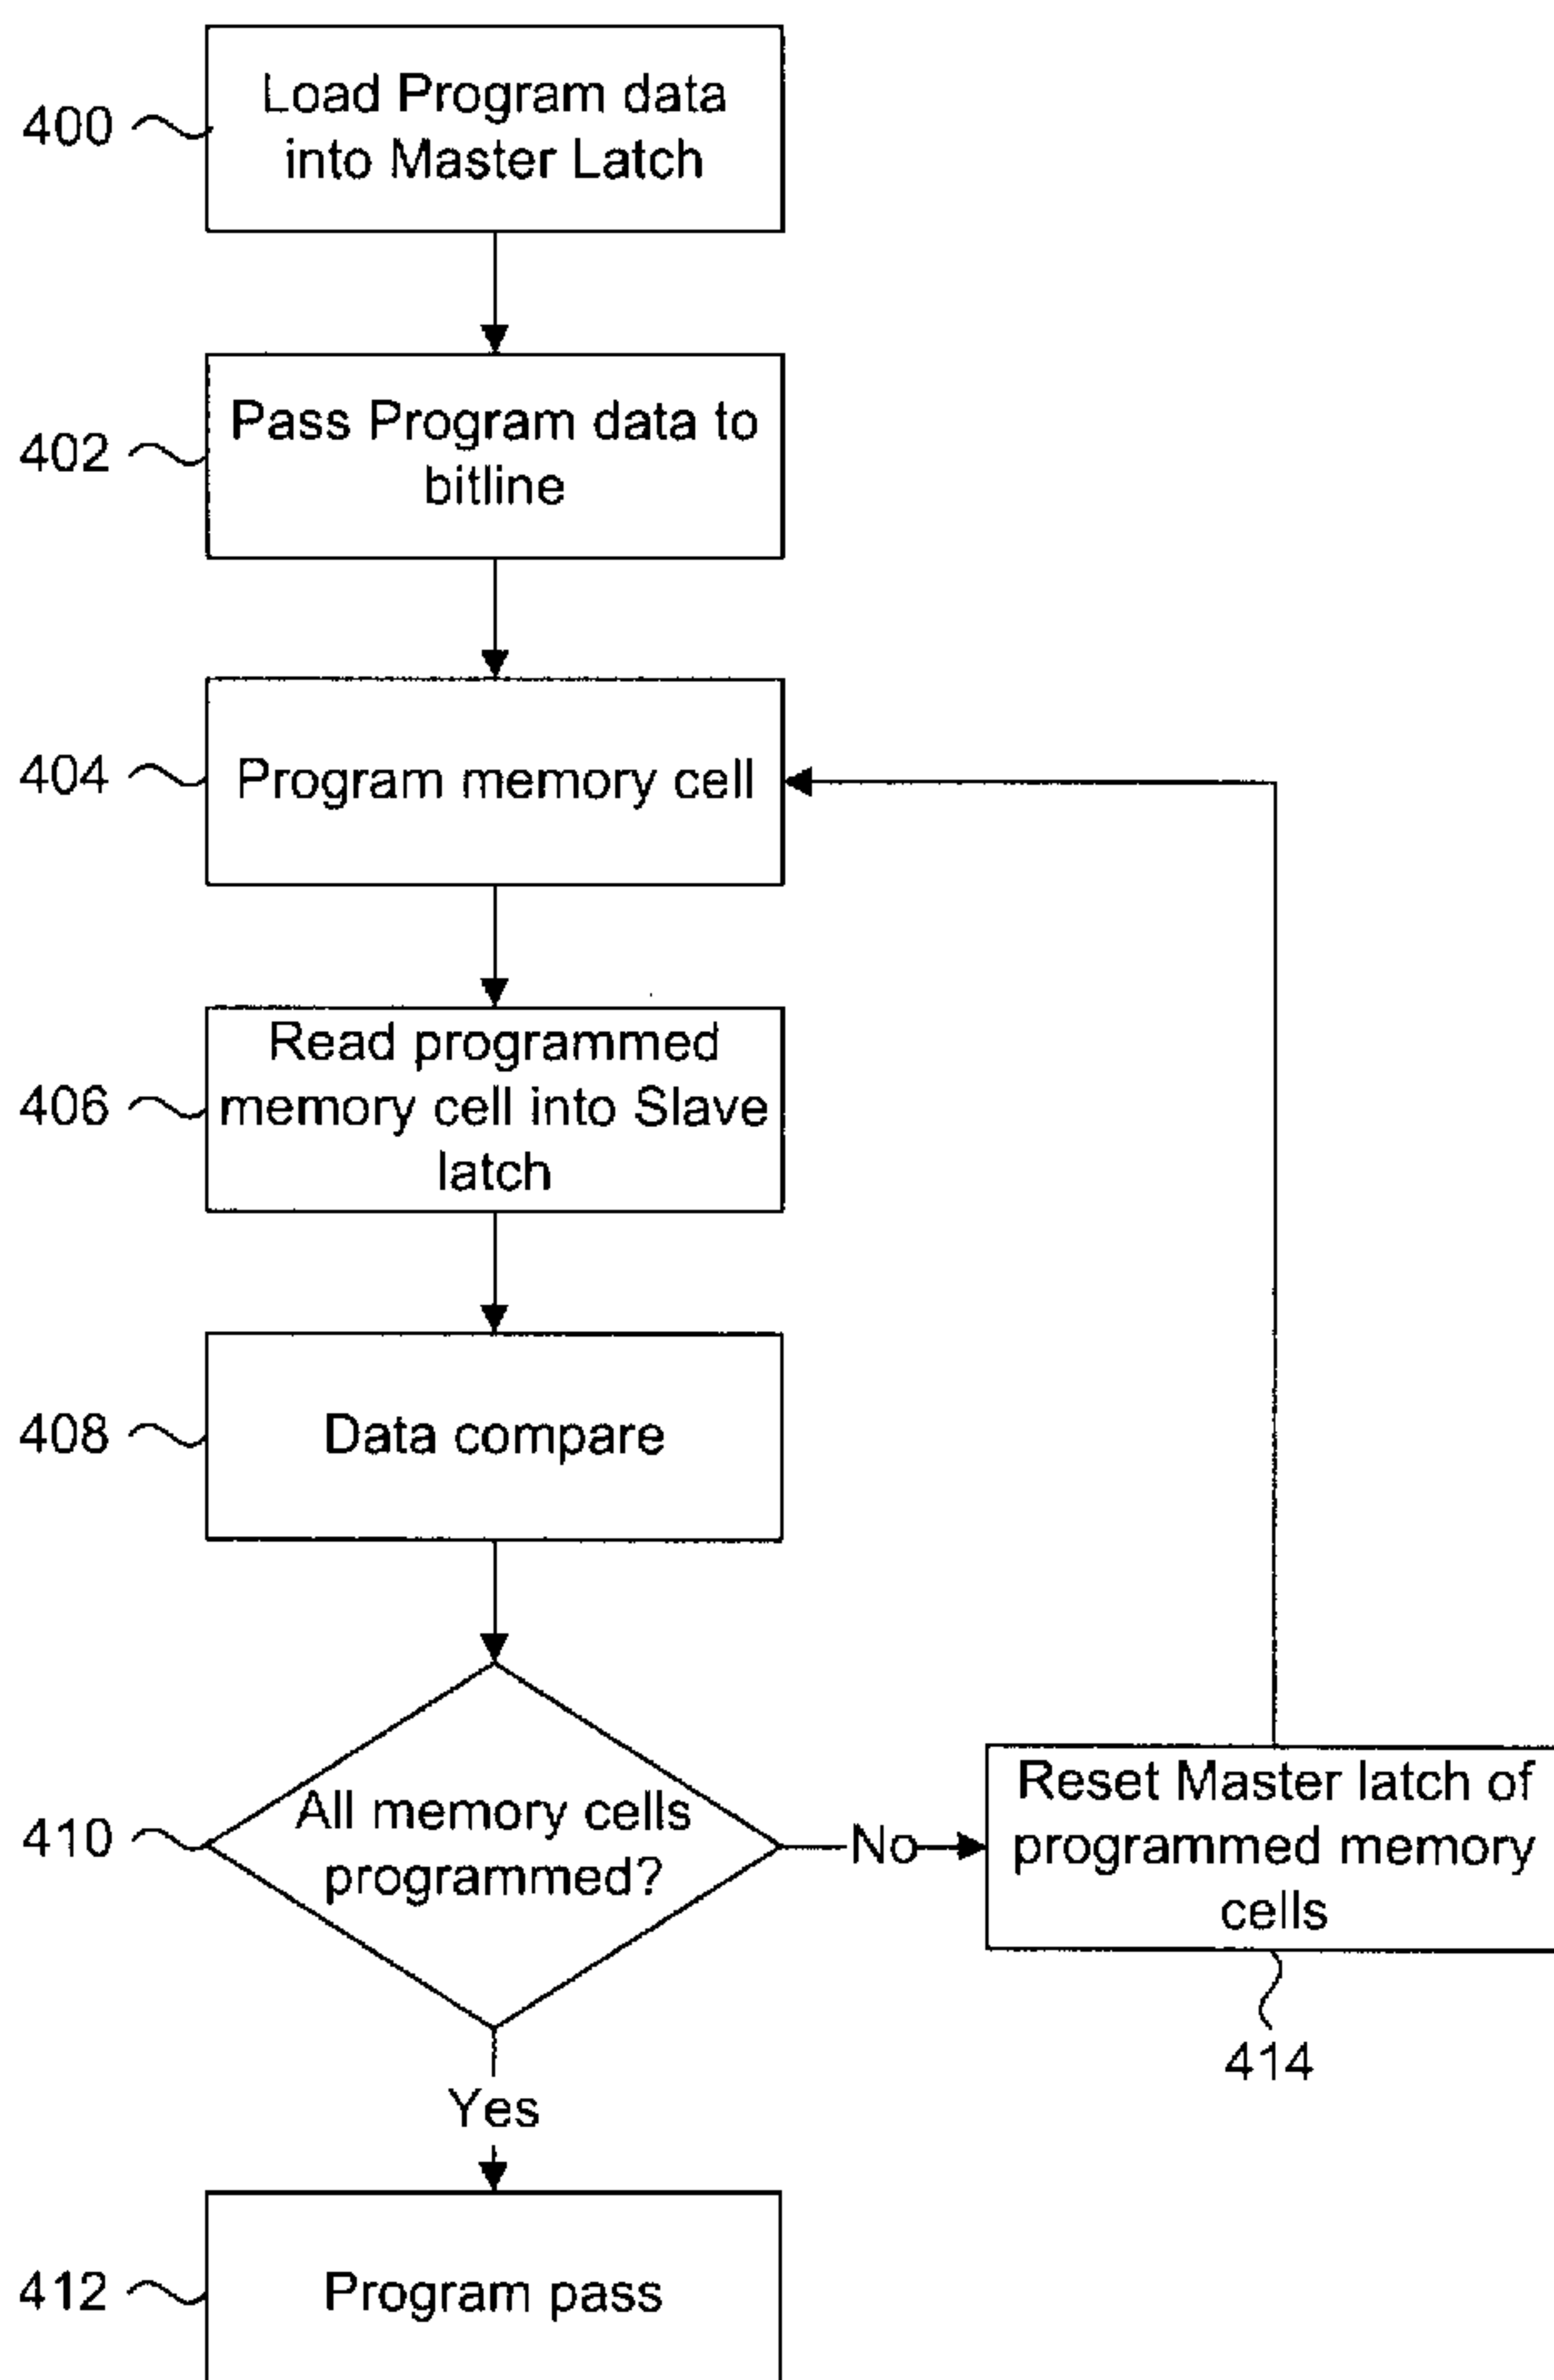 400
Load Program data
into Master Latch
402
Pass Program data to
bitline
404
Program memory cell
406
Read programmed
memory cell into Slave
latch
408
Data compare
410
All memory cells
programmed?
No
Reset Master latch of
programmed memory
cells
414
Yes
412
Program pass